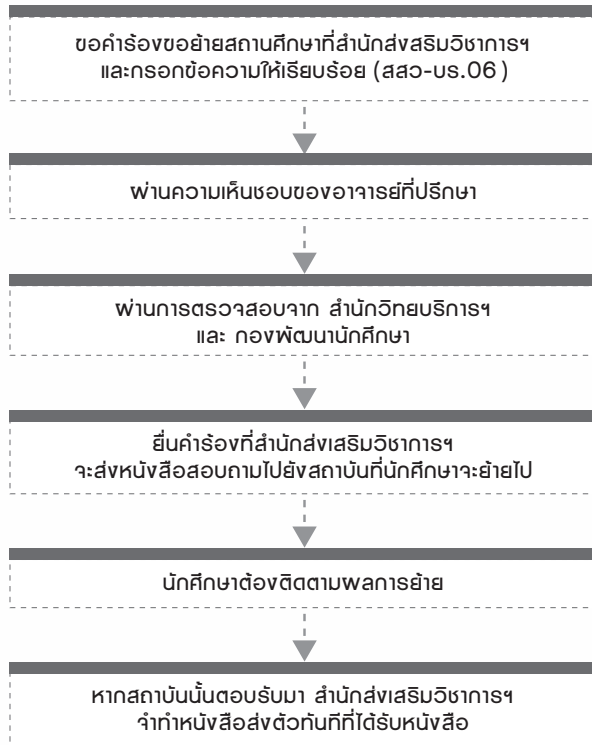 ขอคำร้องขอย้ายสถานศึกษาที่สำนักส่งสริมวิชาการฯ
และกรอกข้อความให้เรียบร้อย (สสว-บร.06)
ผ่านความเห็นชอบของอาจารย์ที่ปรึกษา
ผ่านการตรวจสอบจาก สำนักวิทยบริการฯ
และ กองพัฒนานักศึกษา
ยื่นคำร้องที่สำนักส่งเสริมวิชาการฯ
จะส่งหนังสือสอบถามไปยังสถาบันที่นักศึกษาจะย้ายไป
นักศึกษาต้องติดตามผลการย้าย
หากสถาบันนั้นตอบรับมา สำนักส่งเสริมวิชาการฯ
จำทำหนังสือส่งตัวทันทีที่ได้รับหนังสือ